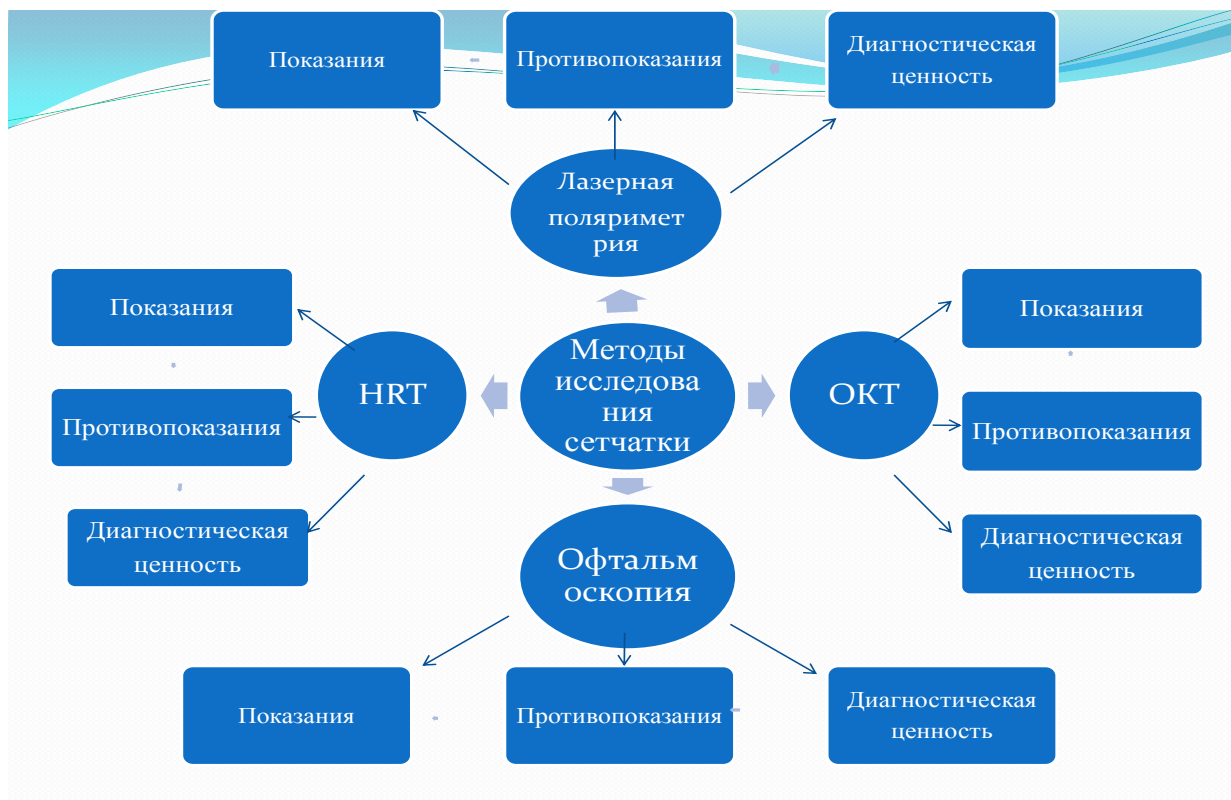 Показания
Противопоказания
Диагностическая
ценность
Лазерная
поляримет
рия
Показания
Противопоказания
Диагностическая
ценность
HRT
Методы
исследова
ния
сетчатки
ОКТ
Показания
Противопоказания
Диагностическая
ценность
Офтальм
оскопия
Показания
Противопоказания
Диагностическая
ценность